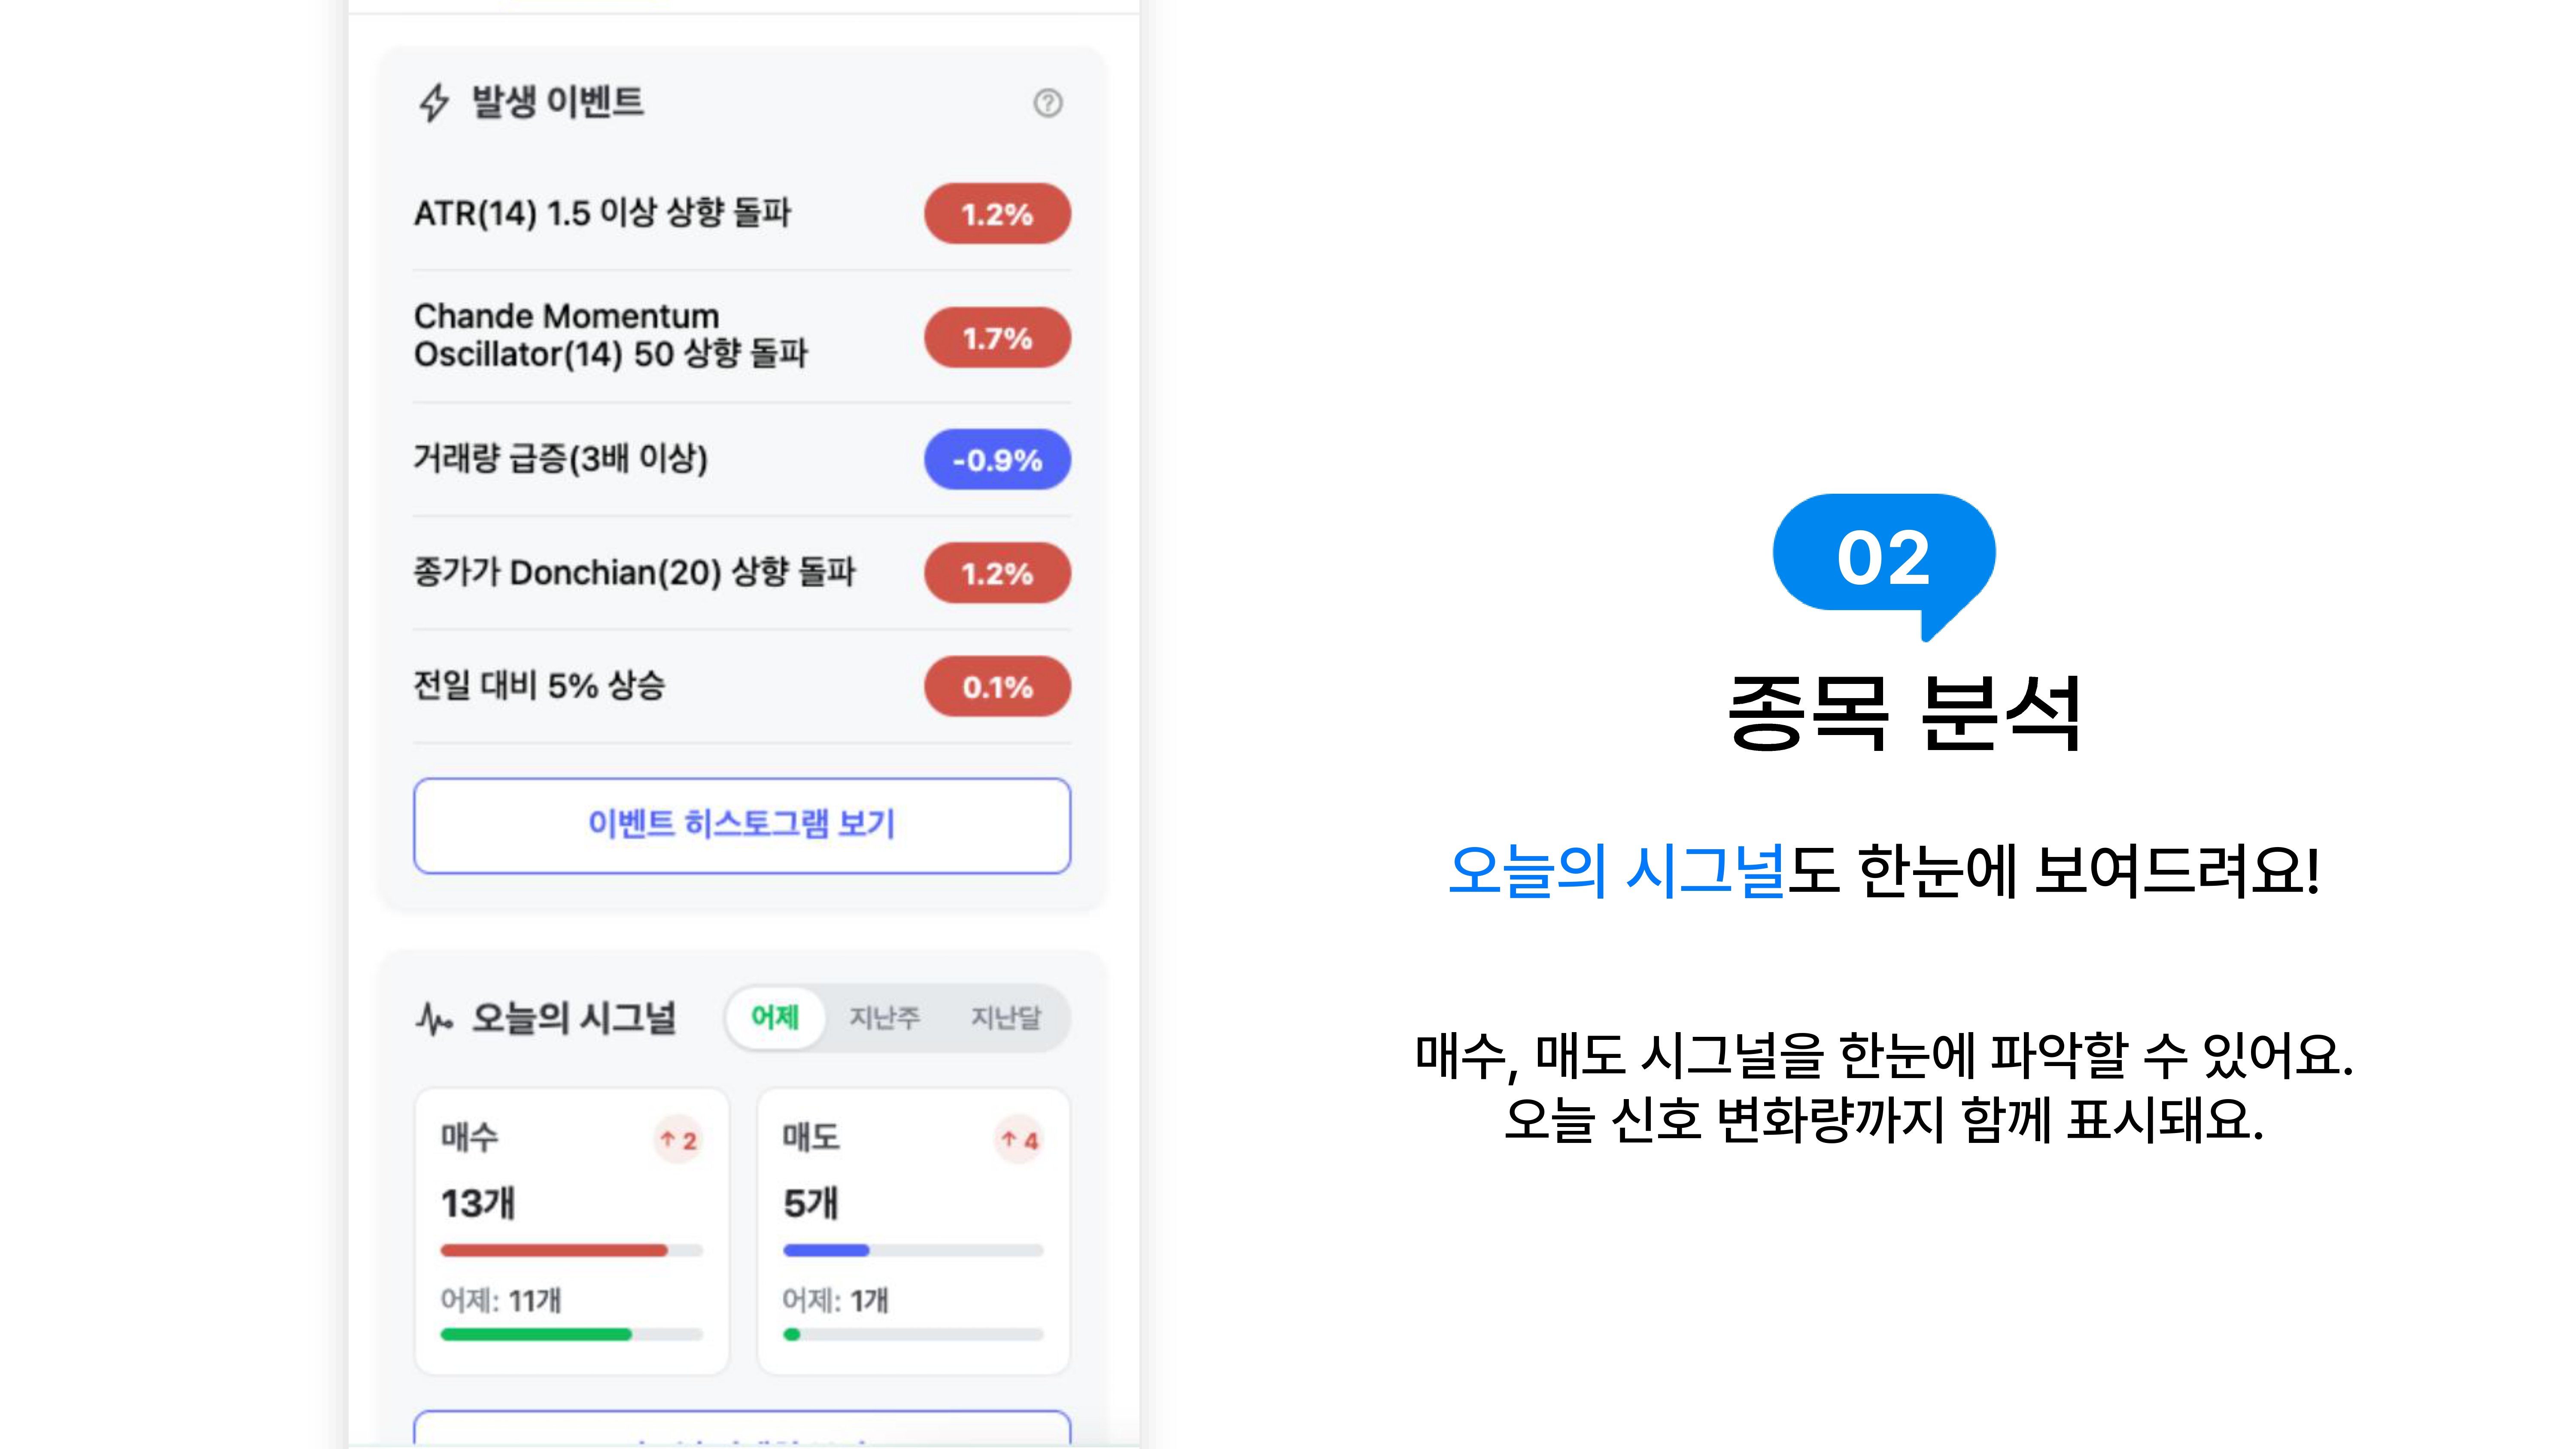 발생 이벤트
ATR(14) 1.5 이상 상향 돌파
1.2%
Chande Momentum
Oscillator(14) 50 상향 돌파
1.7%
거래량 급증(3배 이상)
-0.9%
종가가 Donchian(20) 상향 돌파
1.2%
전일 대비 5% 상승
0.1%
이벤트 히스토그램 보기
오늘의 시그널
어제 지난주 지난달
매수
↑ 2
13개
어제: 11개
매도
↑ 4
5개
어제: 1개
02
종목 분석
오늘의 시그널도 한눈에 보여드려요!
매수, 매도 시그널을 한눈에 파악할 수 있어요.
오늘 신호 변화량까지 함께 표시돼요.